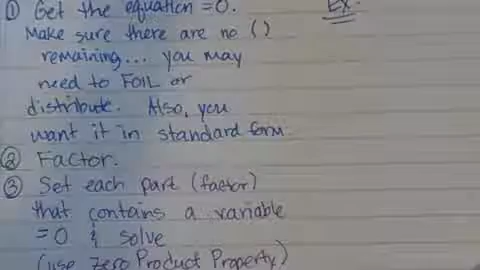 ① Get the equation = 0. Ex:
Make sure there are no ()
remaining... you may
need to FOIL or
distribute. Also, you
want it in standard form
② Factor.
③ Set each part (factor)
that contains a variable
= 0 & solve
(use Zero Product Property)